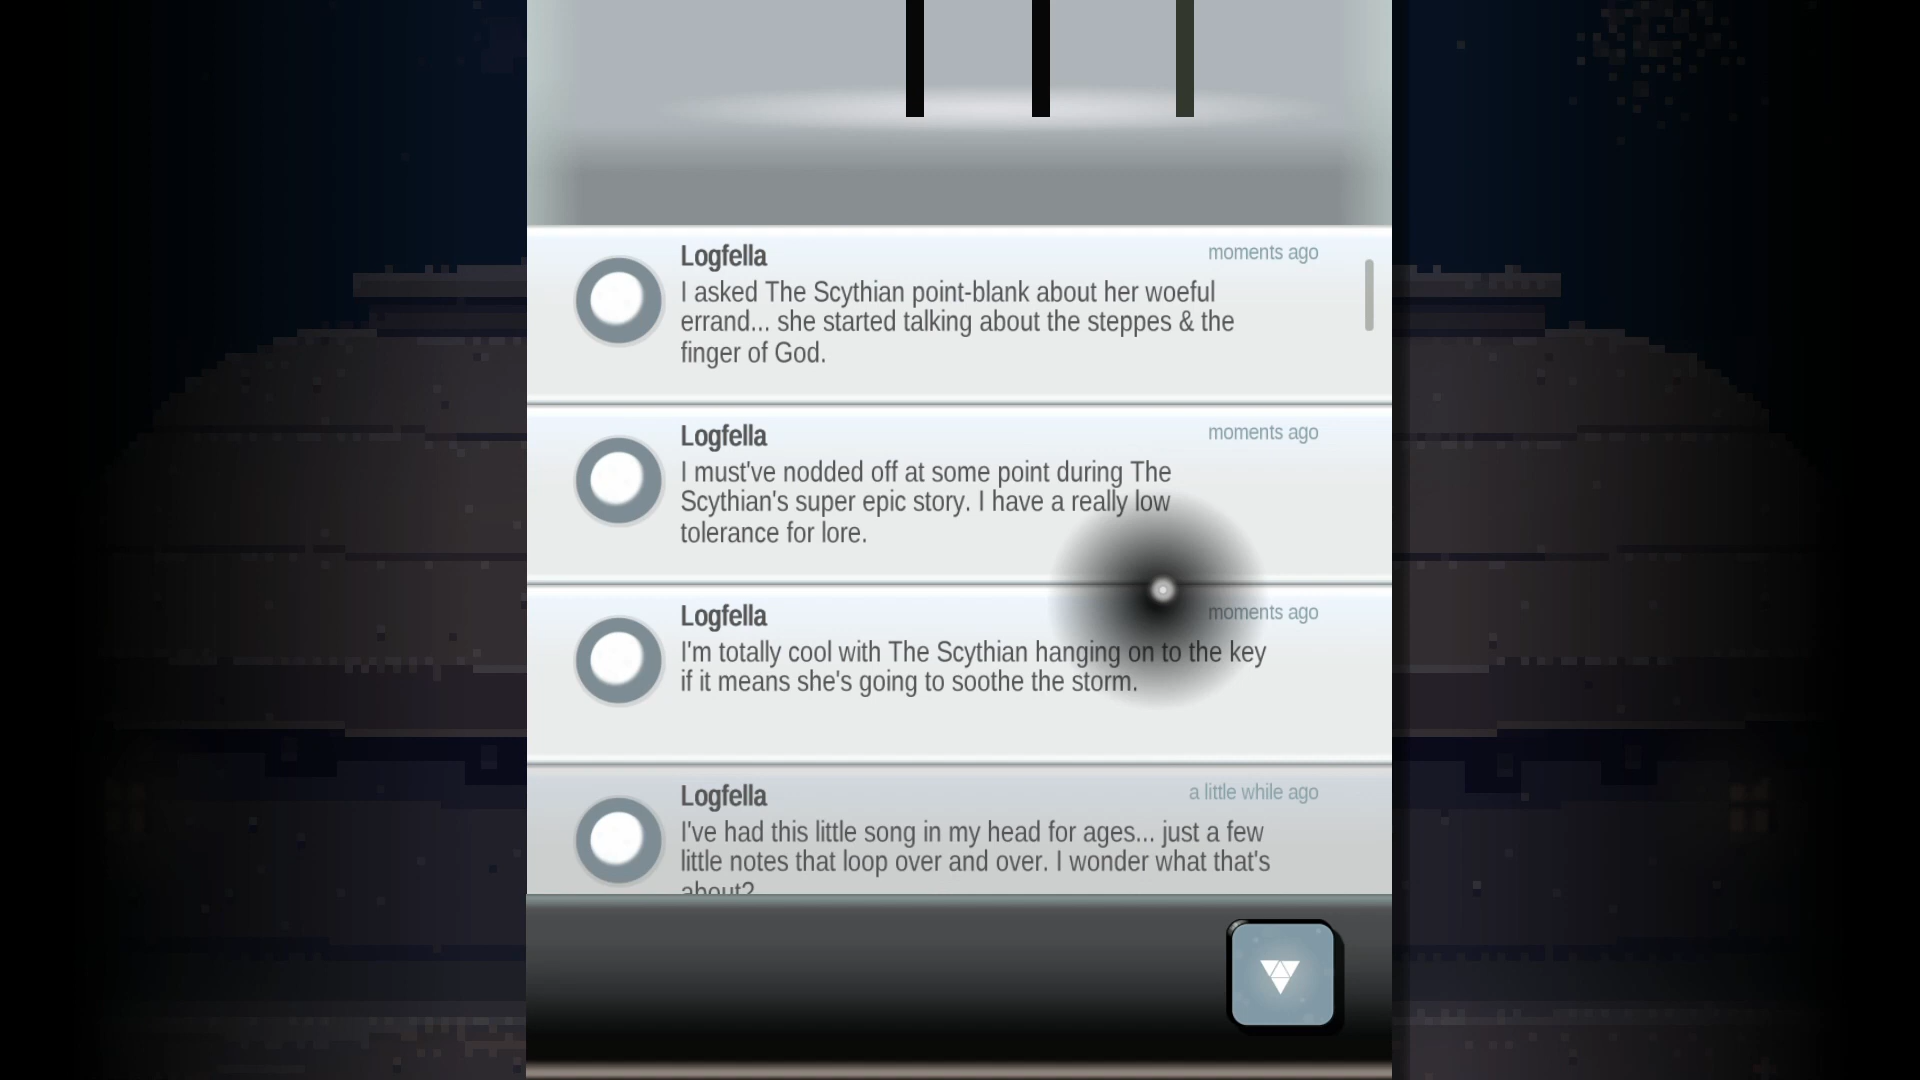 Logfella
moments ago
I asked The Scythian point-blank about her woeful
errand... she started talking about the steppes & the
finger of God.
Logfella
moments ago
I must've nodded off at some point during The
Scythian's super epic story. I have a really low
tolerance for lore.
Logfella
moments ago
I'm totally cool with The Scythian hanging on to the key
if it means she's going to soothe the storm.
Logfella
a little while ago
I've had this little song in my head for ages... just a few
little notes that loop over and over. I wonder what that's
about?